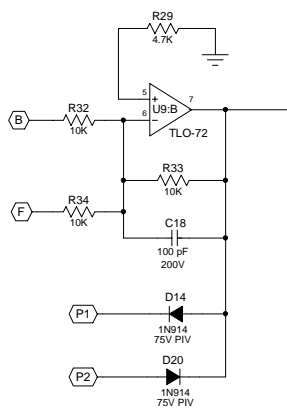 R29
4.7K
5
+
U9:B
7
6
-
TLO-72
B
R32
10K
R33
10K
F
R34
10K
C18
100 pF
200V
P1
D14
1N914
75V PIV
P2
D20
1N914
75V PIV